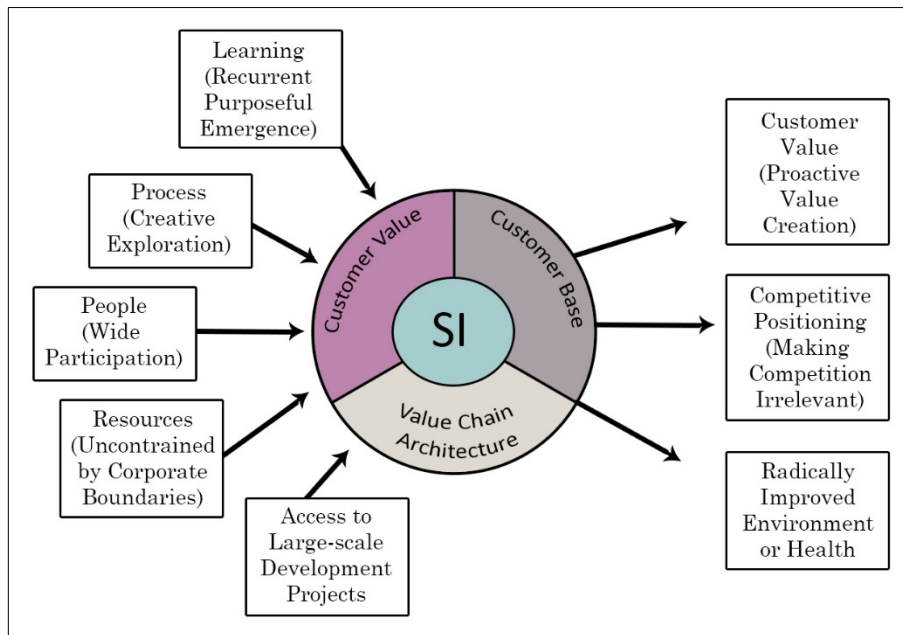 Learning
(Recurrent
Purposeful
Emergence)
Process
(Creative
Exploration)
People
(Wide
Participation)
Resources
(Uncontrained
by Corporate
Boundaries)
Access to
Large-scale
Development
Projects
Customer Value
Customer Base
SI
Value Chain
Architecture
Customer
Value
(Proactive
Value
Creation)
Competitive
Positioning
(Making
Competition
Irrelevant)
Radically
Improved
Environment
or Health